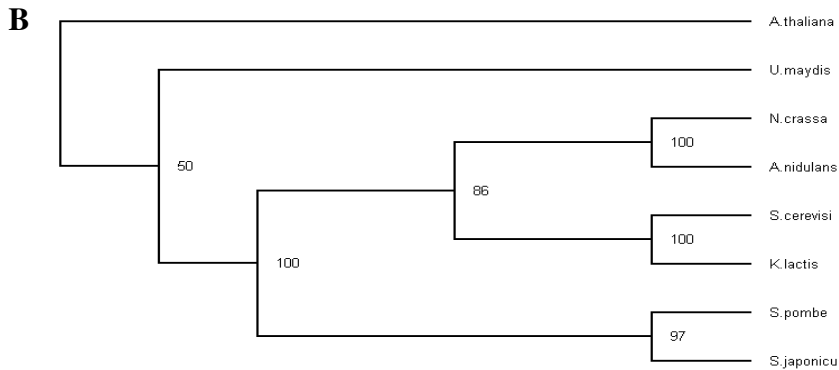 B
A.thaliana
U.maydis
N.crassa
100
A.nidulans
50
86
S.cerevisi
100
K.lactis
100
S.pombe
97
S.japonicu